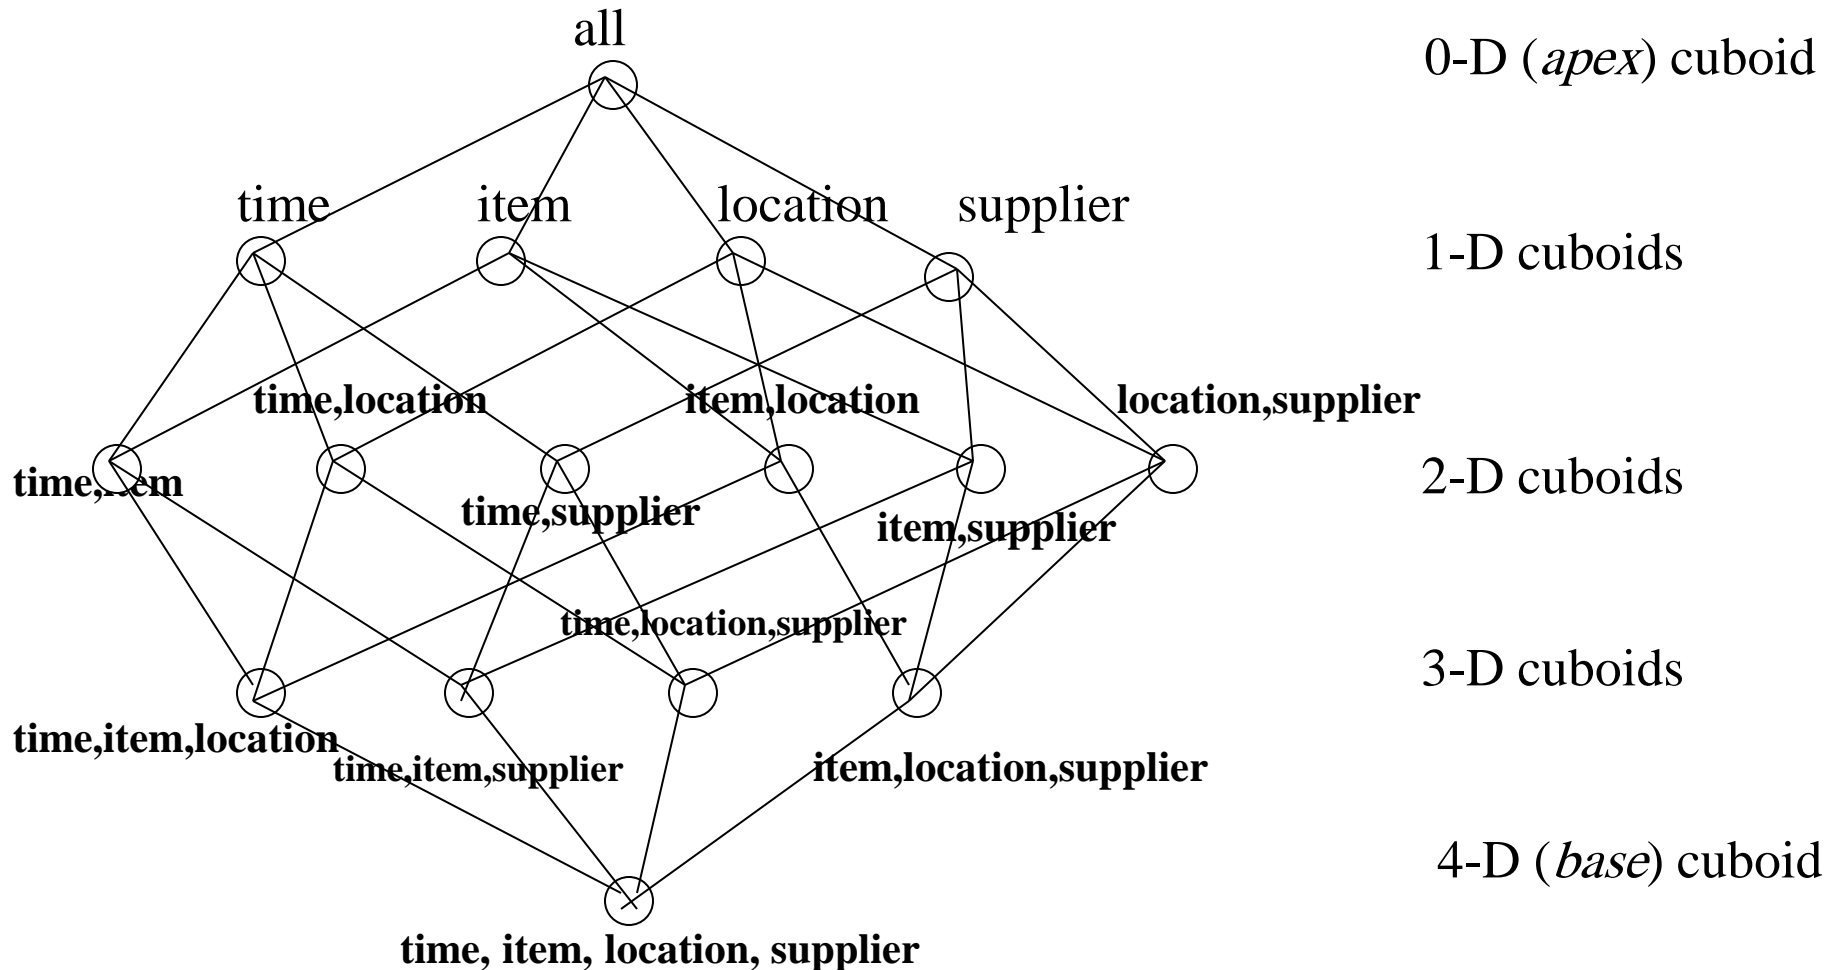 all
0-D (apex) cuboid
time
item
location
supplier
1-D cuboids
time,location
item,location
location,supplier
time,item
time,supplier
item,supplier
2-D cuboids
time,location,supplier
3-D cuboids
time,item,location
time,item,supplier
item,location,supplier
4-D (base) cuboid
time, item, location, supplier